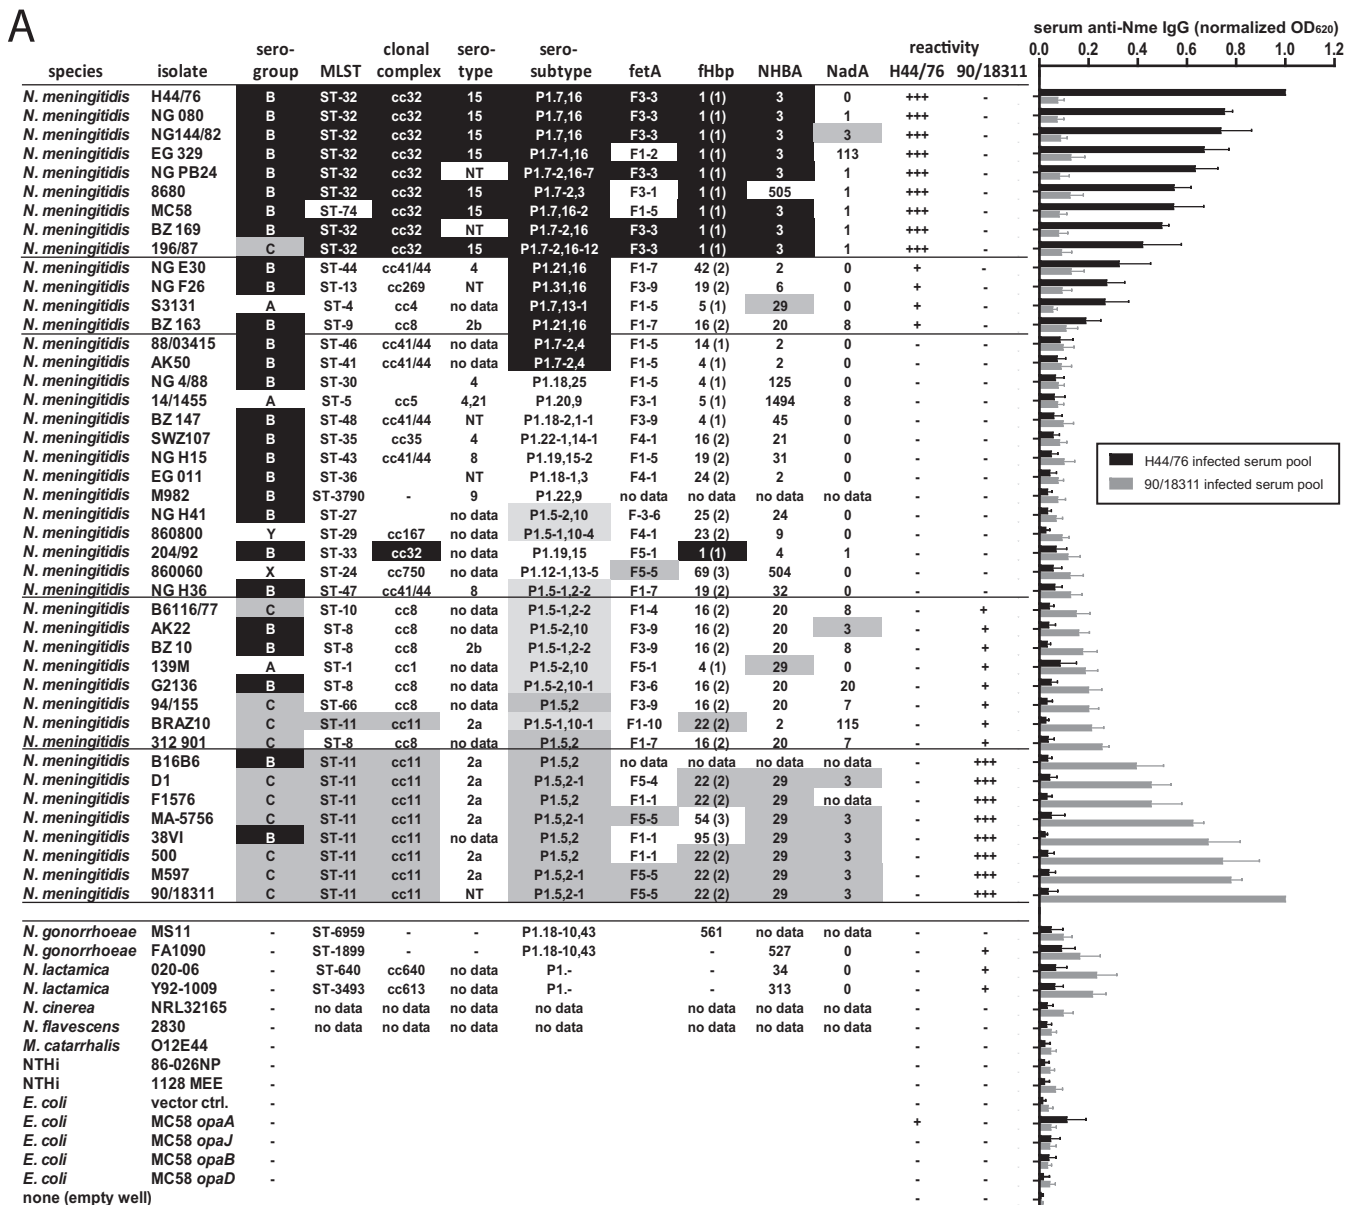 A
serum anti-Nme IgG (normalized OD620)
0.0 0.2 0.4 0.6 0.8 1.0 1.2
sero- clonal sero- sero- reactivity
species isolate group MLST complex type subtype fetA fHbp NHBA NadA H44/76 90/18311
N. meningitidis H44/76 B ST-32 cc32 15 P1.7,16 F3-3 1 (1) 3 0 +++ -
N. meningitidis NG 080 B ST-32 cc32 15 P1.7,16 F3-3 1 (1) 3 1 +++ -
N. meningitidis NG144/82 B ST-32 cc32 15 P1.7,16 F3-3 1 (1) 3 3 +++ -
N. meningitidis EG 329 B ST-32 cc32 15 P1.7-1,16 F1-2 1 (1) 3 113 +++ -
N. meningitidis NG PB24 B ST-32 cc32 NT P1.7-2,16-7 F3-3 1 (1) 3 1 +++ -
N. meningitidis 8680 B ST-32 cc32 15 P1.7-2,3 F3-1 1 (1) 505 1 +++ -
N. meningitidis MC58 B ST-74 cc32 15 P1.7,16-2 F1-5 1 (1) 3 1 +++ -
N. meningitidis BZ 169 B ST-32 cc32 NT P1.7-2,16 F3-3 1 (1) 3 1 +++ -
N. meningitidis 196/87 C ST-32 cc32 15 P1.7-2,16-12 F3-3 1 (1) 3 1 +++ -
N. meningitidis NG E30 B ST-44 cc41/44 4 P1.21,16 F1-7 42 (2) 2 0 + -
N. meningitidis NG F26 B ST-13 cc269 NT P1.31,16 F3-9 19 (2) 6 0 + -
N. meningitidis S3131 A ST-4 cc4 no data P1.7,13-1 F1-5 5 (1) 29 0 + -
N. meningitidis BZ 163 B ST-9 cc8 2b P1.21,16 F1-7 16 (2) 20 8 + -
N. meningitidis 88/03415 B ST-46 cc41/44 no data P1.7-2,4 F1-5 14 (1) 2 0 - -
N. meningitidis AK50 B ST-41 cc41/44 no data P1.7-2,4 F1-5 4 (1) 2 0 - -
N. meningitidis NG 4/88 B ST-30 4 P1.18,25 F1-5 4 (1) 125 0 - -
N. meningitidis 14/1455 A ST-5 cc5 4,21 P1.20,9 F3-1 5 (1) 1494 8 - -
N. meningitidis BZ 147 B ST-48 cc41/44 NT P1.18-2,1-1 F3-9 4 (1) 45 0 - -
N. meningitidis SWZ107 B ST-35 cc35 4 P1.22-1,14-1 F4-1 16 (2) 21 0 - -
N. meningitidis NG H15 B ST-43 cc41/44 8 P1.19,15-2 F1-5 19 (2) 31 0 - -
N. meningitidis EG 011 B ST-36 NT P1.18-1,3 F4-1 24 (2) 2 0 - -
N. meningitidis M982 B ST-3790 - 9 P1.22,9 no data no data no data no data - -
N. meningitidis NG H41 B ST-27 no data P1.5-2,10 F-3-6 25 (2) 24 0 - -
N. meningitidis 860800 Y ST-29 cc167 no data P1.5-1,10-4 F4-1 23 (2) 9 0 - -
N. meningitidis 204/92 B ST-33 cc32 no data P1.19,15 F5-1 1 (1) 4 1 - -
N. meningitidis 860060 X ST-24 cc750 no data P1.12-1,13-5 F5-5 69 (3) 504 0 - -
N. meningitidis NG H36 B ST-47 cc41/44 8 P1.5-1,2-2 F1-7 19 (2) 32 0 - -
N. meningitidis B6116/77 C ST-10 cc8 no data P1.5-1,2-2 F1-4 16 (2) 20 8 - +
N. meningitidis AK22 B ST-8 cc8 no data P1.5-2,10 F3-9 16 (2) 20 3 - +
N. meningitidis BZ 10 B ST-8 cc8 2b P1.5-1,2-2 F3-9 16 (2) 20 8 - +
N. meningitidis 139M A ST-1 cc1 no data P1.5-2,10 F5-1 4 (1) 29 0 - +
N. meningitidis G2136 B ST-8 cc8 no data P1.5-2,10-1 F3-6 16 (2) 20 20 - +
N. meningitidis 94/155 C ST-66 cc8 no data P1.5,2 F3-9 16 (2) 20 7 - +
N. meningitidis BRAZ10 C ST-11 cc11 2a P1.5-1,10-1 F1-10 22 (2) 2 115 - +
N. meningitidis 312 901 C ST-8 cc8 no data P1.5,2 F1-7 16 (2) 20 7 - +
N. meningitidis B16B6 B ST-11 cc11 2a P1.5,2 no data no data no data no data - +++
N. meningitidis D1 C ST-11 cc11 2a P1.5,2-1 F5-4 22 (2) 29 3 - +++
N. meningitidis F1576 C ST-11 cc11 2a P1.5,2 F1-1 22 (2) 29 no data - +++
N. meningitidis MA-5756 C ST-11 cc11 2a P1.5,2-1 F5-5 54 (3) 29 3 - +++
N. meningitidis 38VI B ST-11 cc11 no data P1.5,2 F1-1 95 (3) 29 3 - +++
N. meningitidis 500 C ST-11 cc11 2a P1.5,2 F1-1 22 (2) 29 3 - +++
N. meningitidis M597 C ST-11 cc11 2a P1.5,2-1 F5-5 22 (2) 29 3 - +++
N. meningitidis 90/18311 C ST-11 cc11 NT P1.5,2-1 F5-5 22 (2) 29 3 - +++
N. gonorrhoeae MS11 - ST-6959 - - P1.18-10,43 561 no data no data - -
N. gonorrhoeae FA1090 - ST-1899 - - P1.18-10,43 - 527 0 - +
N. lactamica 020-06 - ST-640 cc640 no data P1.- - 34 0 - +
N. lactamica Y92-1009 - ST-3493 cc613 no data P1.- - 313 0 - +
N. cinerea NRL32165 - no data no data no data no data no data no data no data - -
N. flavescens 2830 - no data no data no data no data no data no data no data - -
M. catarrhalis O12E44 - - -
NTHi 86-026NP - - -
NTHi 1128 MEE - - -
E. coli vector ctrl. - - -
E. coli MC58 opaA - + -
E. coli MC58 opaJ - - -
E. coli MC58 opaB - - -
E. coli MC58 opaD - - -
none (empty well) - -
H44/76 infected serum pool
90/18311 infected serum pool